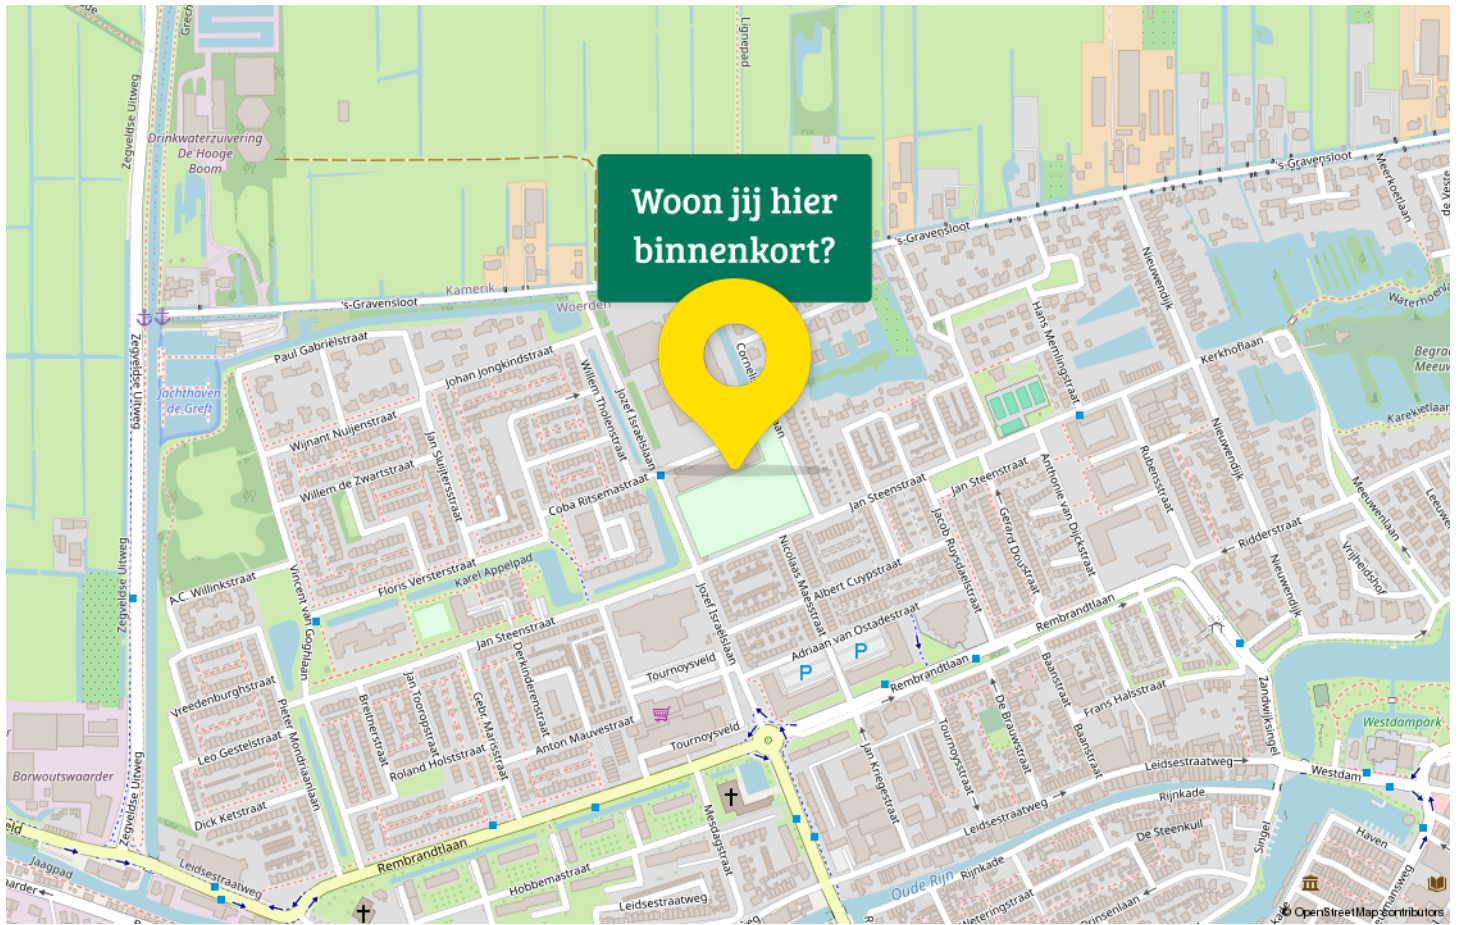 Woon jij hier
binnenkort?
Lignepad
Zegveldse Uitweg
Drinkwaterzuivering
De Hooge
Boom
's-Gravensloot
Meerkoetlaan
de Veste
's-Gravensloot
Nieuwendijk
Kamerik
's-Gravensloot
Woerden
Hans Memlingstraat
Kerkhoflaan
Paul Gabriëlstraat
Johan Jongkindstraat
Zegveldse Uitweg
Jachthaven
de Greft
Willem Tholenstraat
Jozef Israëlslaan
Karekietlaan
Wijnant Nuijenstraat
Jan Sluijtersstraat
Willem de Zwartstraat
Coba Ritsemastraat
Jan Steenstraat
Jan Steenstraat
Anthonie van Dijckstraat
Rubensstraat
Nieuwendijk
Meeuwenlaan
Gerard Doustraat
Jacob Ruysdaelstraat
Ridderstraat
Vrijheidshof
Nieuwendijk
Zegveldse Uitweg
A.C. Willinkstraat
Vincent van Goghlaan
Floris Versterstraat
Karel Appelpad
Nicolaas Maesstraat
Albert Cuypstraat
Jozef Israëlslaan
Adriaan van Ostadestraat
Rembrandtlaan
Jan Steenstraat
Derkinderenstraat
Tournoysveld
P
P
Rembrandtlaan
Baanstraat
Frans Halsstraat
Zandwijksingel
Vreedenburghstraat
Breitnerstraat
Jan Tooropstraat
Gebr. Marisstraat
Pieter Mondriaanlaan
Leo Gestelstraat
Roland Holststraat
Anton Mauvestraat
Tournoysveld
Jan Kriegestraat
Tournoysstraat
De Brauwstraat
Baanstraat
Westdampark
Leidsestraatweg
Westdam
Barwoutswaarder
Zegveldse Uitweg
Dick Ketstraat
Rembrandtlaan
Mesdagstraat
Leidsestraatweg
Rijnkade
De Steenkuil
Singel
Haven
Jaagpad
Leidsestraatweg
Hobbemastraat
Leidsestraatweg
Oude Rijn
Rijnkade
© OpenStreetMap contributors